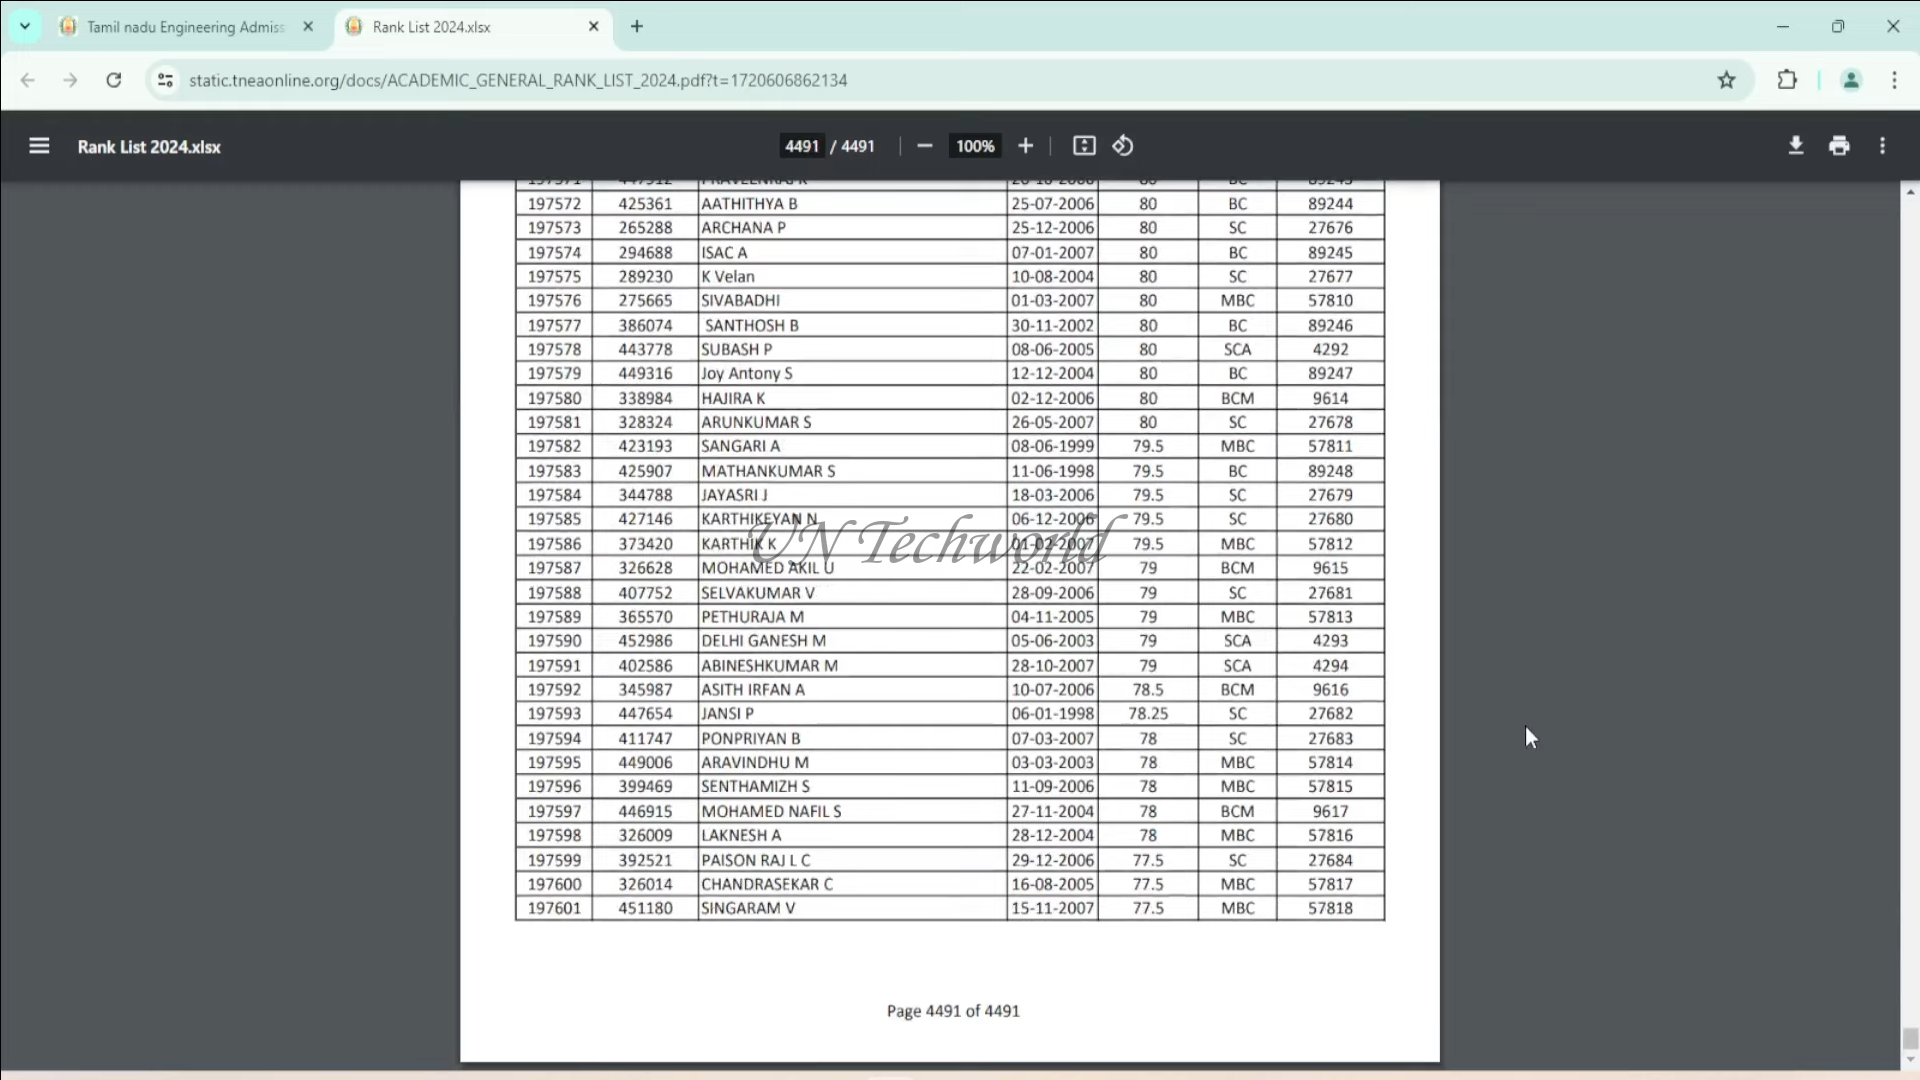 Tamil nadu Engineering Admiss
Rank List 2024.xlsx
static.tneaonline.org/docs/ACADEMIC_GENERAL_RANK_LIST_2024.pdf?t=1720606862134
Rank List 2024.xlsx
4491 / 4491
100%
197571 447512 PRAVEENRAJ R 20-10-2006 80 BC 89243
197572 425361 AATHITHYA B 25-07-2006 80 BC 89244
197573 265288 ARCHANA P 25-12-2006 80 SC 27676
197574 294688 ISAC A 07-01-2007 80 BC 89245
197575 289230 K Velan 10-08-2004 80 SC 27677
197576 275665 SIVABADHI 01-03-2007 80 MBC 57810
197577 386074 SANTHOSH B 30-11-2002 80 BC 89246
197578 443778 SUBASH P 08-06-2005 80 SCA 4292
197579 449316 Joy Antony S 12-12-2004 80 BC 89247
197580 338984 HAJIRA K 02-12-2006 80 BCM 9614
197581 328324 ARUNKUMAR S 26-05-2007 80 SC 27678
197582 423193 SANGARI A 08-06-1999 79.5 MBC 57811
197583 425907 MATHANKUMAR S 11-06-1998 79.5 BC 89248
197584 344788 JAYASRI J 18-03-2006 79.5 SC 27679
197585 427146 KARTHIKEYAN N 06-12-2006 79.5 SC 27680
UN Techworld
197586 373420 KARTHIK K 01-02-2007 79.5 MBC 57812
197587 326628 MOHAMED AKIL U 22-02-2007 79 BCM 9615
197588 407752 SELVAKUMAR V 28-09-2006 79 SC 27681
197589 365570 PETHURAJA M 04-11-2005 79 MBC 57813
197590 452986 DELHI GANESH M 05-06-2003 79 SCA 4293
197591 402586 ABINESHKUMAR M 28-10-2007 79 SCA 4294
197592 345987 ASITH IRFAN A 10-07-2006 78.5 BCM 9616
197593 447654 JANSI P 06-01-1998 78.25 SC 27682
197594 411747 PONPRIYAN B 07-03-2007 78 SC 27683
197595 449006 ARAVINDHU M 03-03-2003 78 MBC 57814
197596 399469 SENTHAMIZH S 11-09-2006 78 MBC 57815
197597 446915 MOHAMED NAFIL S 27-11-2004 78 BCM 9617
197598 326009 LAKNESH A 28-12-2004 78 MBC 57816
197599 392521 PAISON RAJ L C 29-12-2006 77.5 SC 27684
197600 326014 CHANDRASEKAR C 16-08-2005 77.5 MBC 57817
197601 451180 SINGARAM V 15-11-2007 77.5 MBC 57818
Page 4491 of 4491